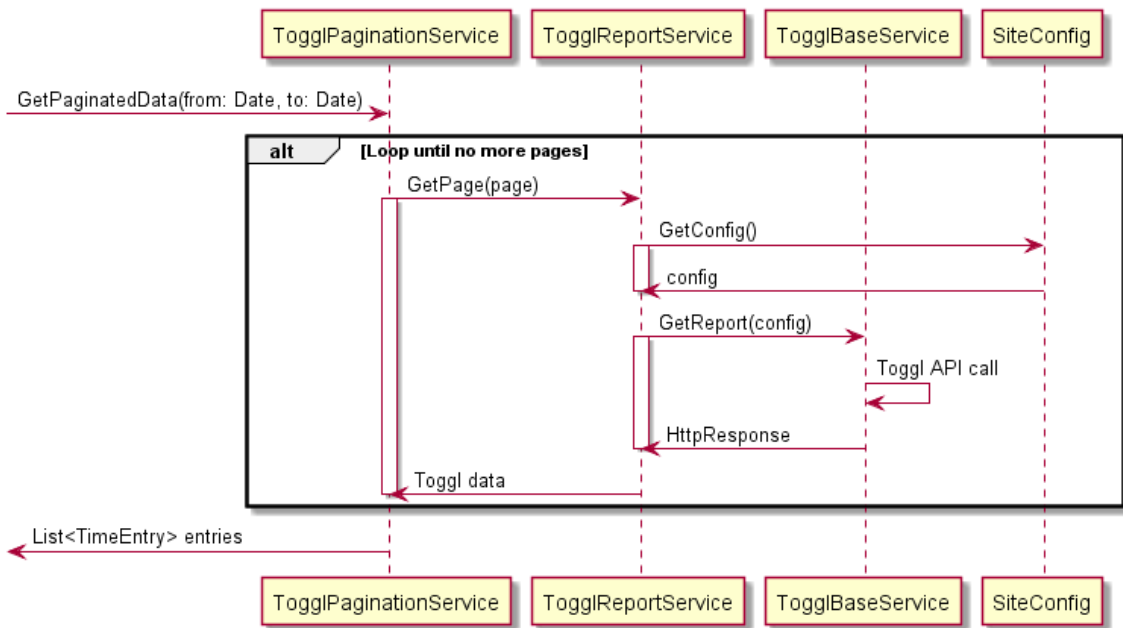 TogglPaginationService TogglReportService TogglBaseService SiteConfig
GetPaginatedData(from: Date, to: Date)
alt [Loop until no more pages]
GetPage(page)
GetConfig()
config
GetReport(config)
Toggl API call
HttpResponse
Toggl data
List<TimeEntry> entries
TogglPaginationService TogglReportService TogglBaseService SiteConfig